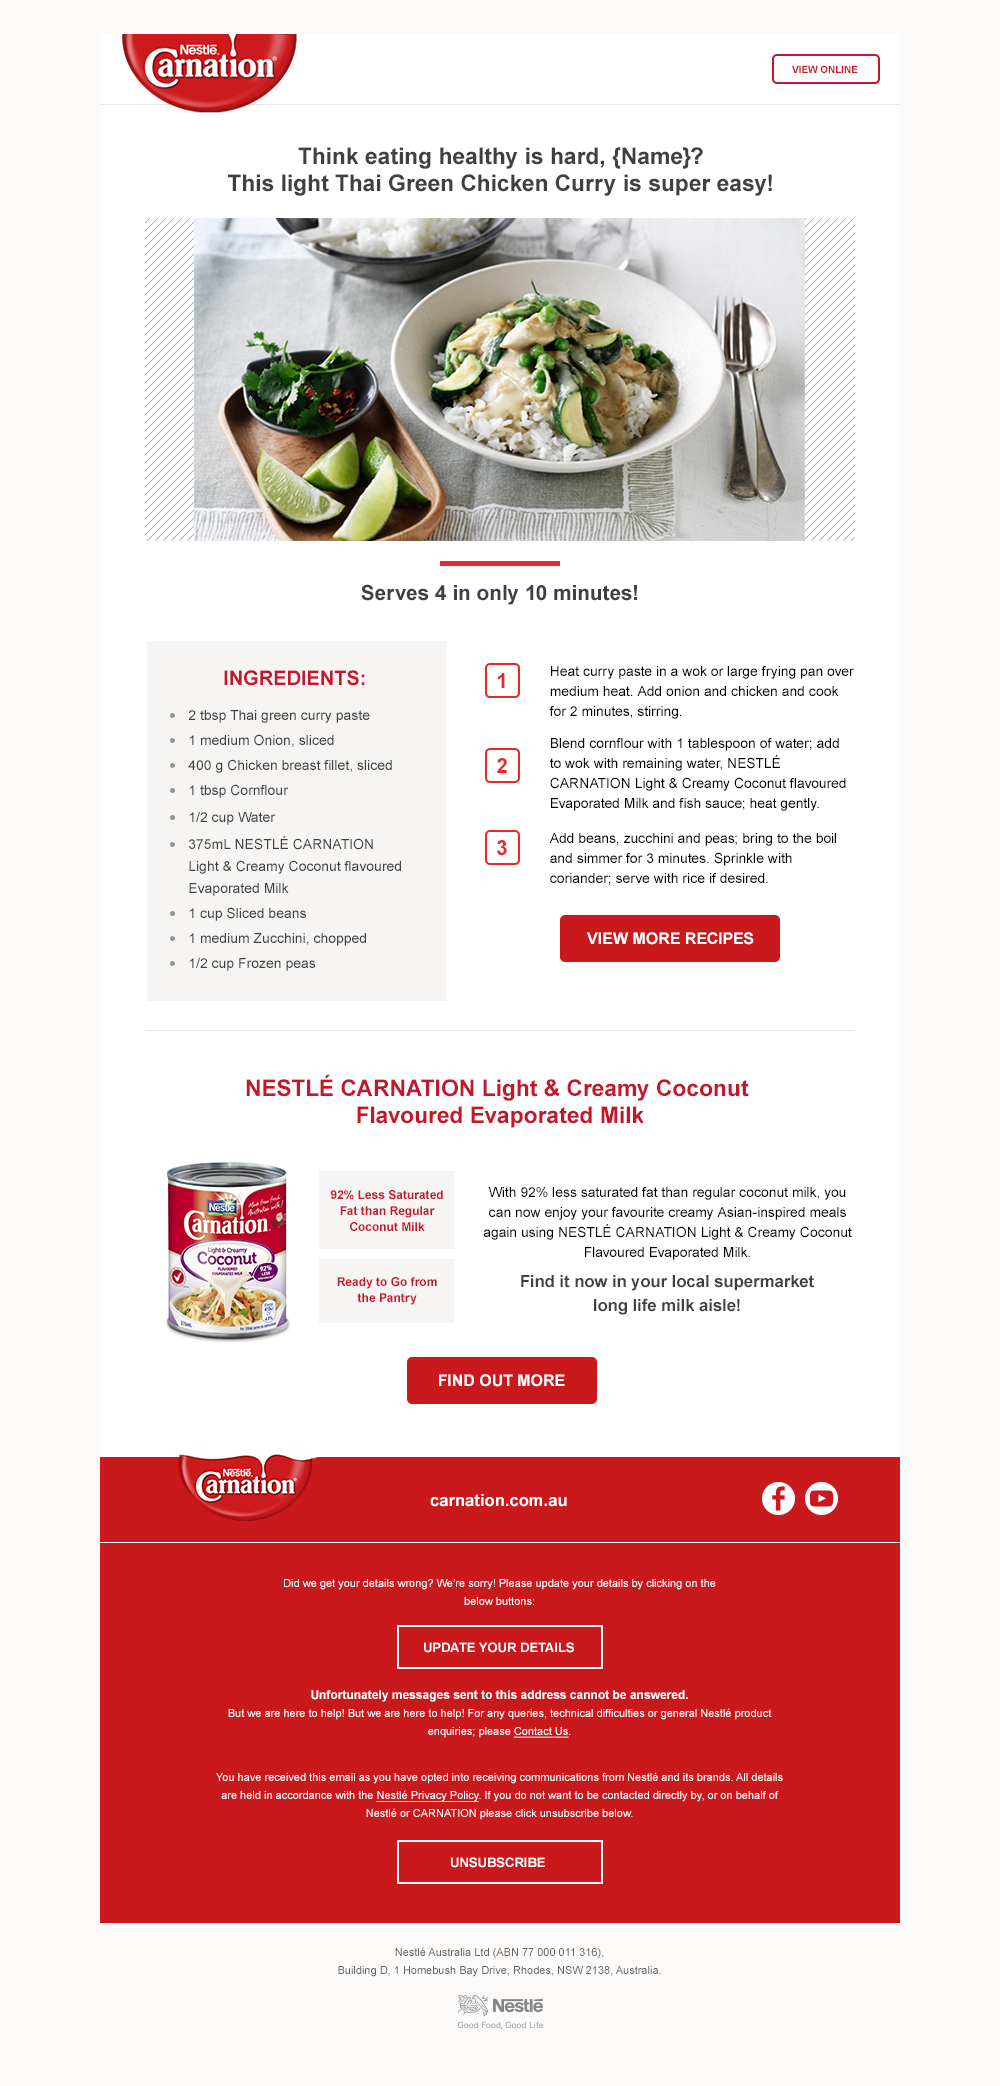 Nestlé
Carnation
VIEW ONLINE
Think eating healthy is hard, {Name}?
This light Thai Green Chicken Curry is super easy!
Serves 4 in only 10 minutes!
INGREDIENTS:
2 tbsp Thai green curry paste
1 medium Onion, sliced
400 g Chicken breast fillet, sliced
1 tbsp Cornflour
1/2 cup Water
375mL NESTLÉ CARNATION
Light & Creamy Coconut flavoured
Evaporated Milk
1 cup Sliced beans
1 medium Zucchini, chopped
1/2 cup Frozen peas
1
Heat curry paste in a wok or large frying pan over
medium heat. Add onion and chicken and cook
for 2 minutes, stirring.
2
Blend cornflour with 1 tablespoon of water; add
to wok with remaining water, NESTLÉ
CARNATION Light & Creamy Coconut flavoured
Evaporated Milk and fish sauce; heat gently.
3
Add beans, zucchini and peas; bring to the boil
and simmer for 3 minutes. Sprinkle with
coriander; serve with rice if desired.
VIEW MORE RECIPES
NESTLÉ CARNATION Light & Creamy Coconut
Flavoured Evaporated Milk
Nestlé
Made from fresh
Australian milk!
Carnation
Light & Creamy
Coconut
FLAVOURED
EVAPORATED MILK
92%
LESS
375mL
92% Less Saturated
Fat than Regular
Coconut Milk
Ready to Go from
the Pantry
With 92% less saturated fat than regular coconut milk, you
can now enjoy your favourite creamy Asian-inspired meals
again using NESTLÉ CARNATION Light & Creamy Coconut
Flavoured Evaporated Milk.
Find it now in your local supermarket
long life milk aisle!
FIND OUT MORE
Nestlé
Carnation
carnation.com.au
Did we get your details wrong? We're sorry! Please update your details by clicking on the
below buttons:
UPDATE YOUR DETAILS
Unfortunately messages sent to this address cannot be answered.
But we are here to help! But we are here to help! For any queries, technical difficulties or general Nestlé product
enquiries; please Contact Us.
You have received this email as you have opted into receiving communications from Nestlé and its brands. All details
are held in accordance with the Nestlé Privacy Policy. If you do not want to be contacted directly by, or on behalf of
Nestlé or CARNATION please click unsubscribe below.
UNSUBSCRIBE
Nestlé Australia Ltd (ABN 77 000 011 316),
Building D, 1 Homebush Bay Drive, Rhodes, NSW 2138, Australia.
Nestlé
Good Food, Good Life